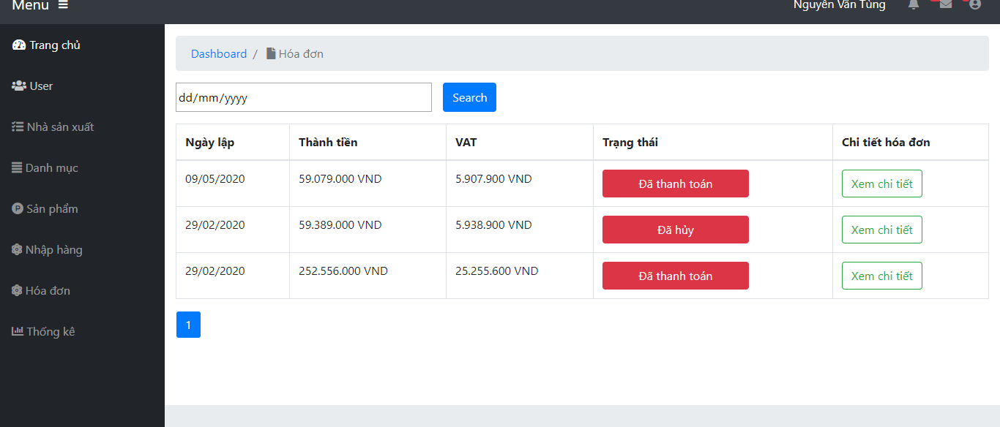 Menu
Nguyễn Văn Tùng
Trang chủ
User
Nhà sản xuất
Danh mục
Sản phẩm
Nhập hàng
Hóa đơn
Thống kê
Dashboard / Hóa đơn
dd/mm/yyyy Search
Ngày lập Thành tiền VAT Trạng thái Chi tiết hóa đơn
09/05/2020 59.079.000 VND 5.907.900 VND Đã thanh toán Xem chi tiết
29/02/2020 59.389.000 VND 5.938.900 VND Đã hủy Xem chi tiết
29/02/2020 252.556.000 VND 25.255.600 VND Đã thanh toán Xem chi tiết
1